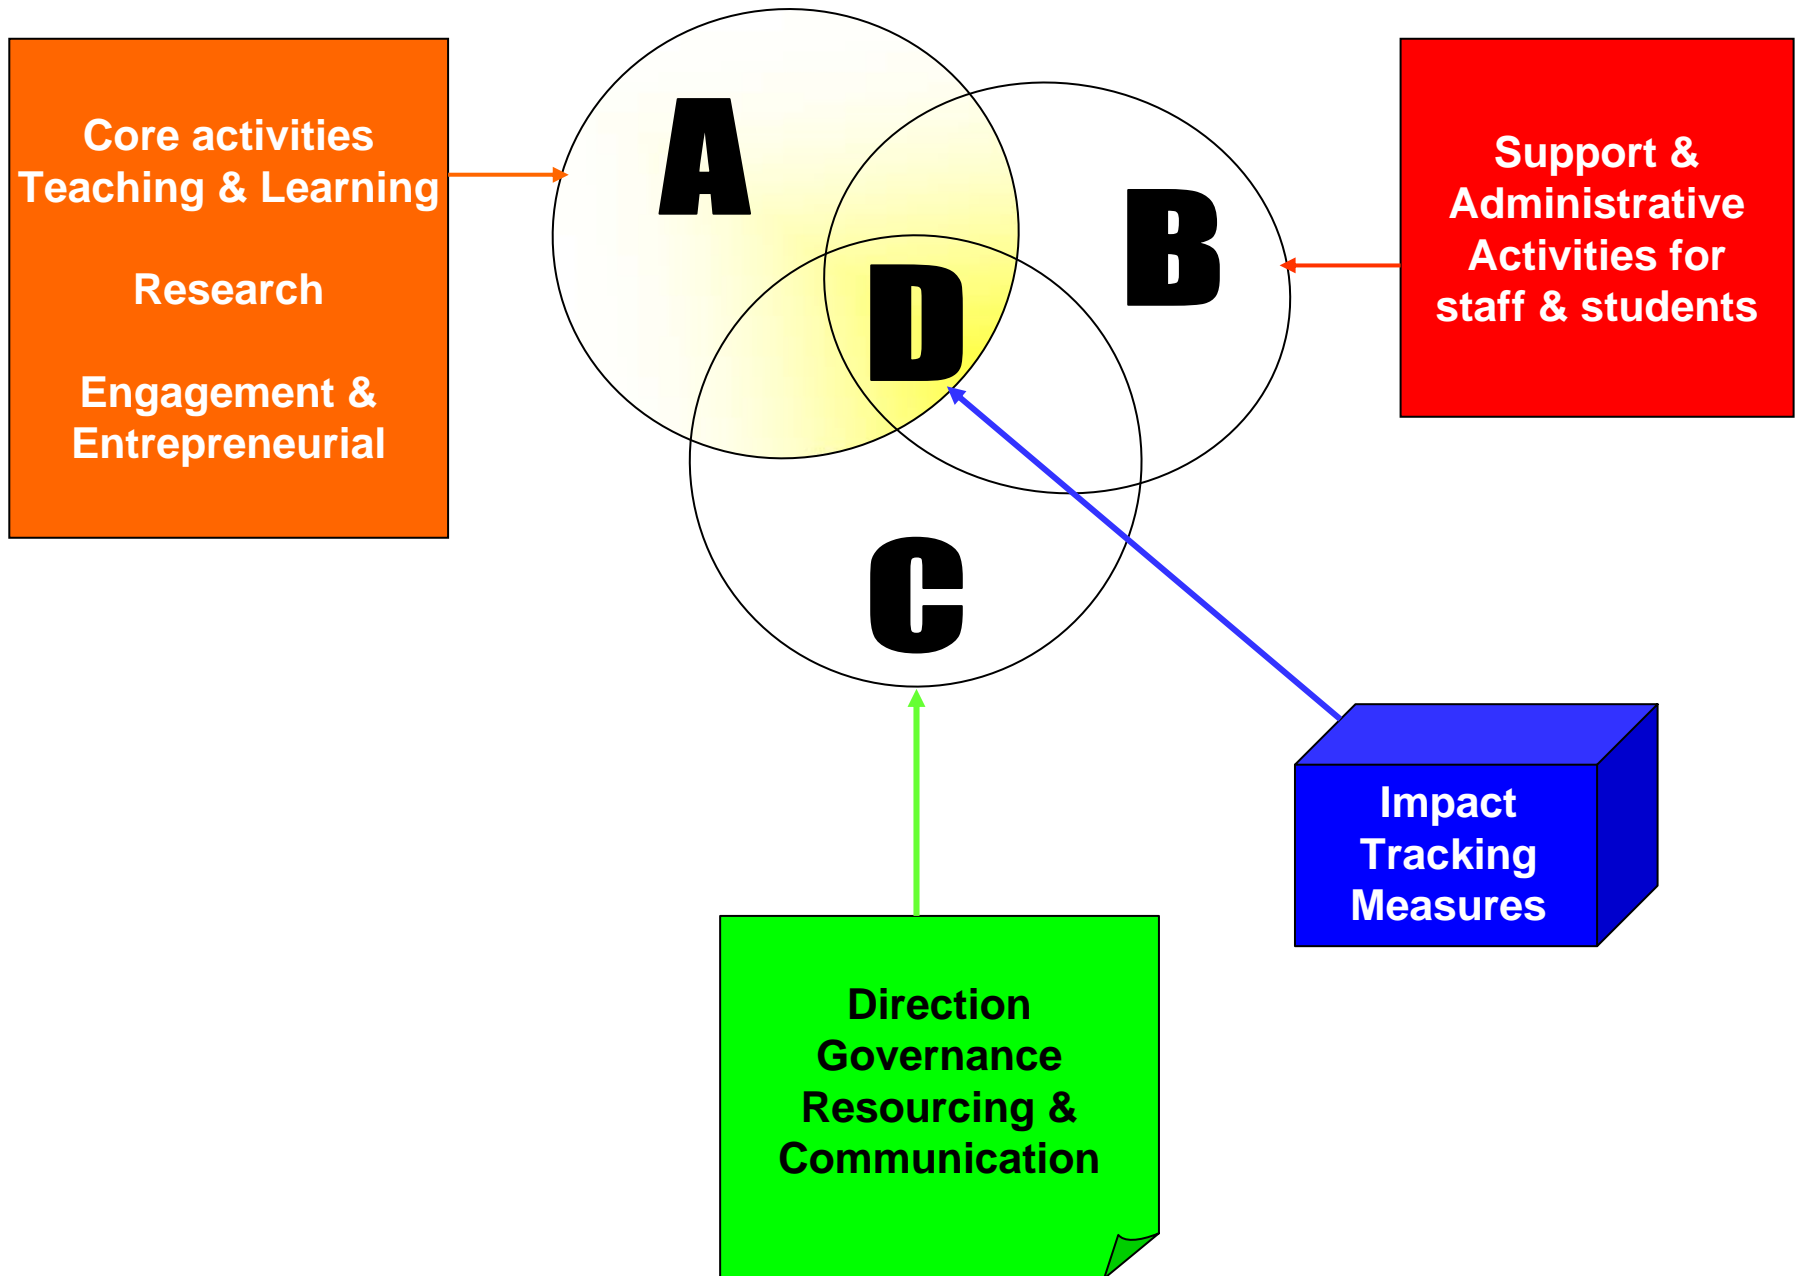 Core activities
Teaching & Learning
Research
Engagement &
Entrepreneurial
A
B
D
C
Support &
Administrative
Activities for
staff & students
Impact
Tracking
Measures
Direction
Governance
Resourcing &
Communication